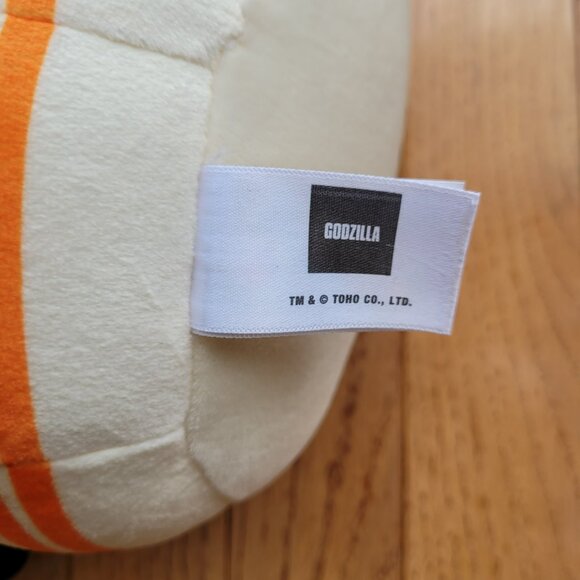 GODZILLA
TM & © TOHO CO., LTD.